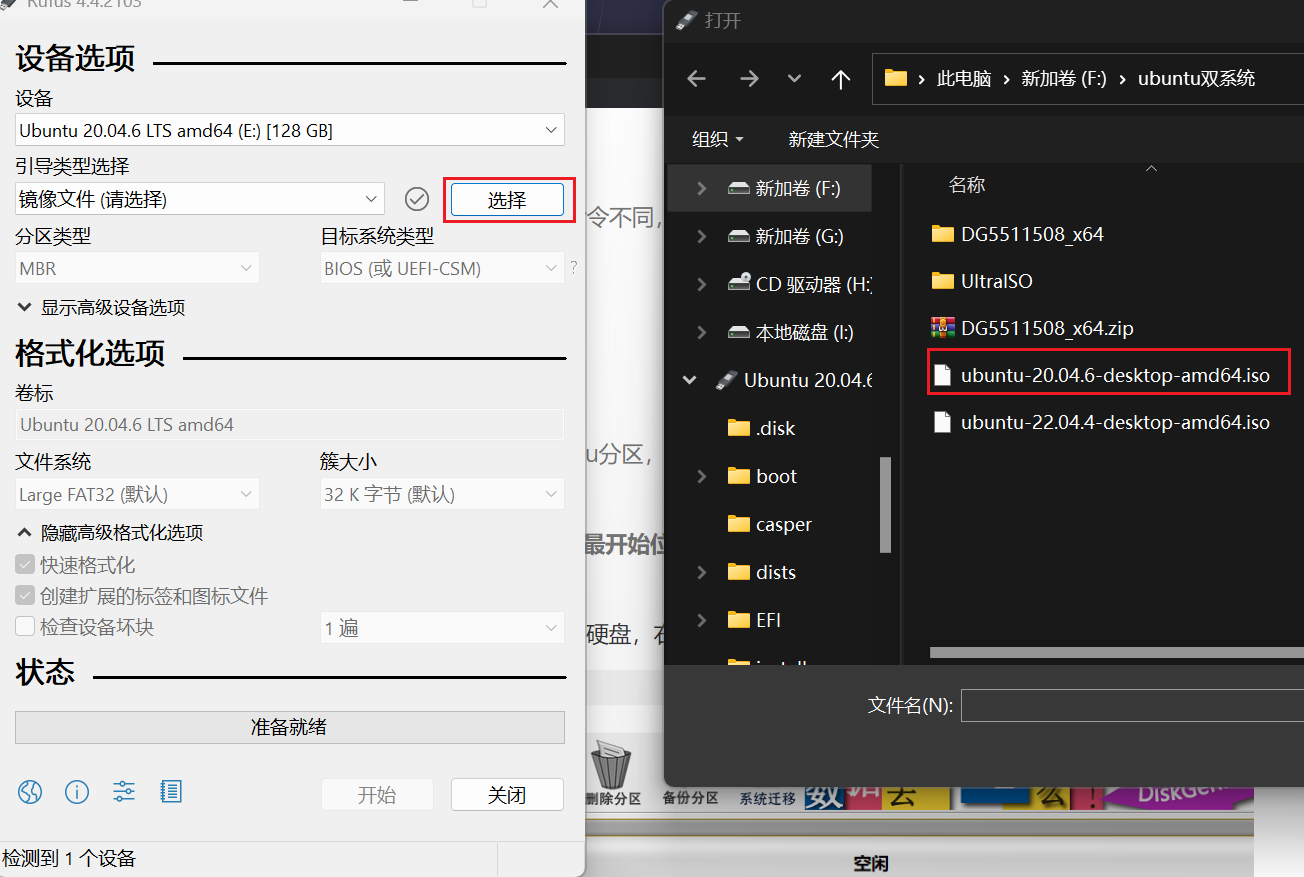 Rufus 4.4.2103
设备选项
设备
Ubuntu 20.04.6 LTS amd64 (E:) [128 GB]
引导类型选择
镜像文件 (请选择)
选择
分区类型
目标系统类型
MBR
BIOS (或 UEFI-CSM)
?
显示高级设备选项
格式化选项
卷标
Ubuntu 20.04.6 LTS amd64
文件系统
簇大小
Large FAT32 (默认)
32 K 字节 (默认)
隐藏高级格式化选项
快速格式化
创建扩展的标签和图标文件
检查设备坏块
1 遍
状态
准备就绪
开始
关闭
检测到 1 个设备
令不同，
u分区，
最开始位
硬盘，在
删除分区
备份分区
系统迁移
数
丢
么
!
DiskGen
空闲
打开
此电脑 › 新加卷 (F:) › ubuntu双系统
组织
新建文件夹
新加卷 (F:)
新加卷 (G:)
CD 驱动器 (H:)
本地磁盘 (I:)
Ubuntu 20.04.6
.disk
boot
casper
dists
EFI
install
名称
DG5511508_x64
UltraISO
DG5511508_x64.zip
ubuntu-20.04.6-desktop-amd64.iso
ubuntu-22.04.4-desktop-amd64.iso
文件名(N):